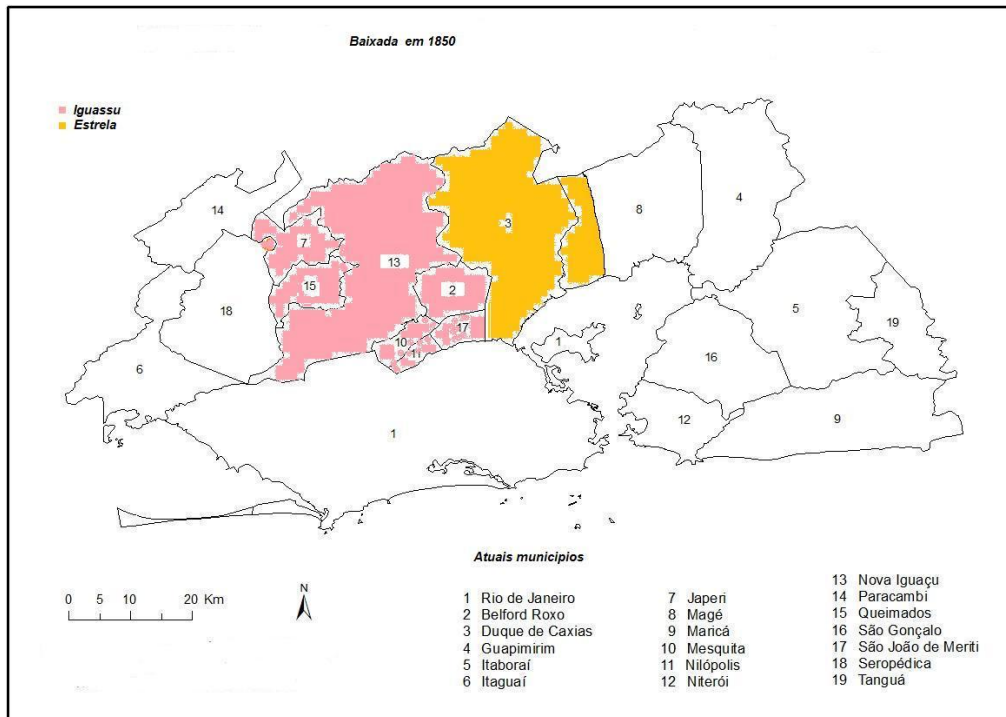 Baixada em 1850
Iguassu
Estrela
14
8
4
7
3
13
15
2
18
5
17
10
11
1
19
16
6
12
9
1
Atuais municipios
0 5 10 20 Km
N
1 Rio de Janeiro
2 Belford Roxo
3 Duque de Caxias
4 Guapimirim
5 Itaboraí
6 Itaguaí
7 Japeri
8 Magé
9 Maricá
10 Mesquita
11 Nilópolis
12 Niterói
13 Nova Iguaçu
14 Paracambi
15 Queimados
16 São Gonçalo
17 São João de Meriti
18 Seropédica
19 Tanguá